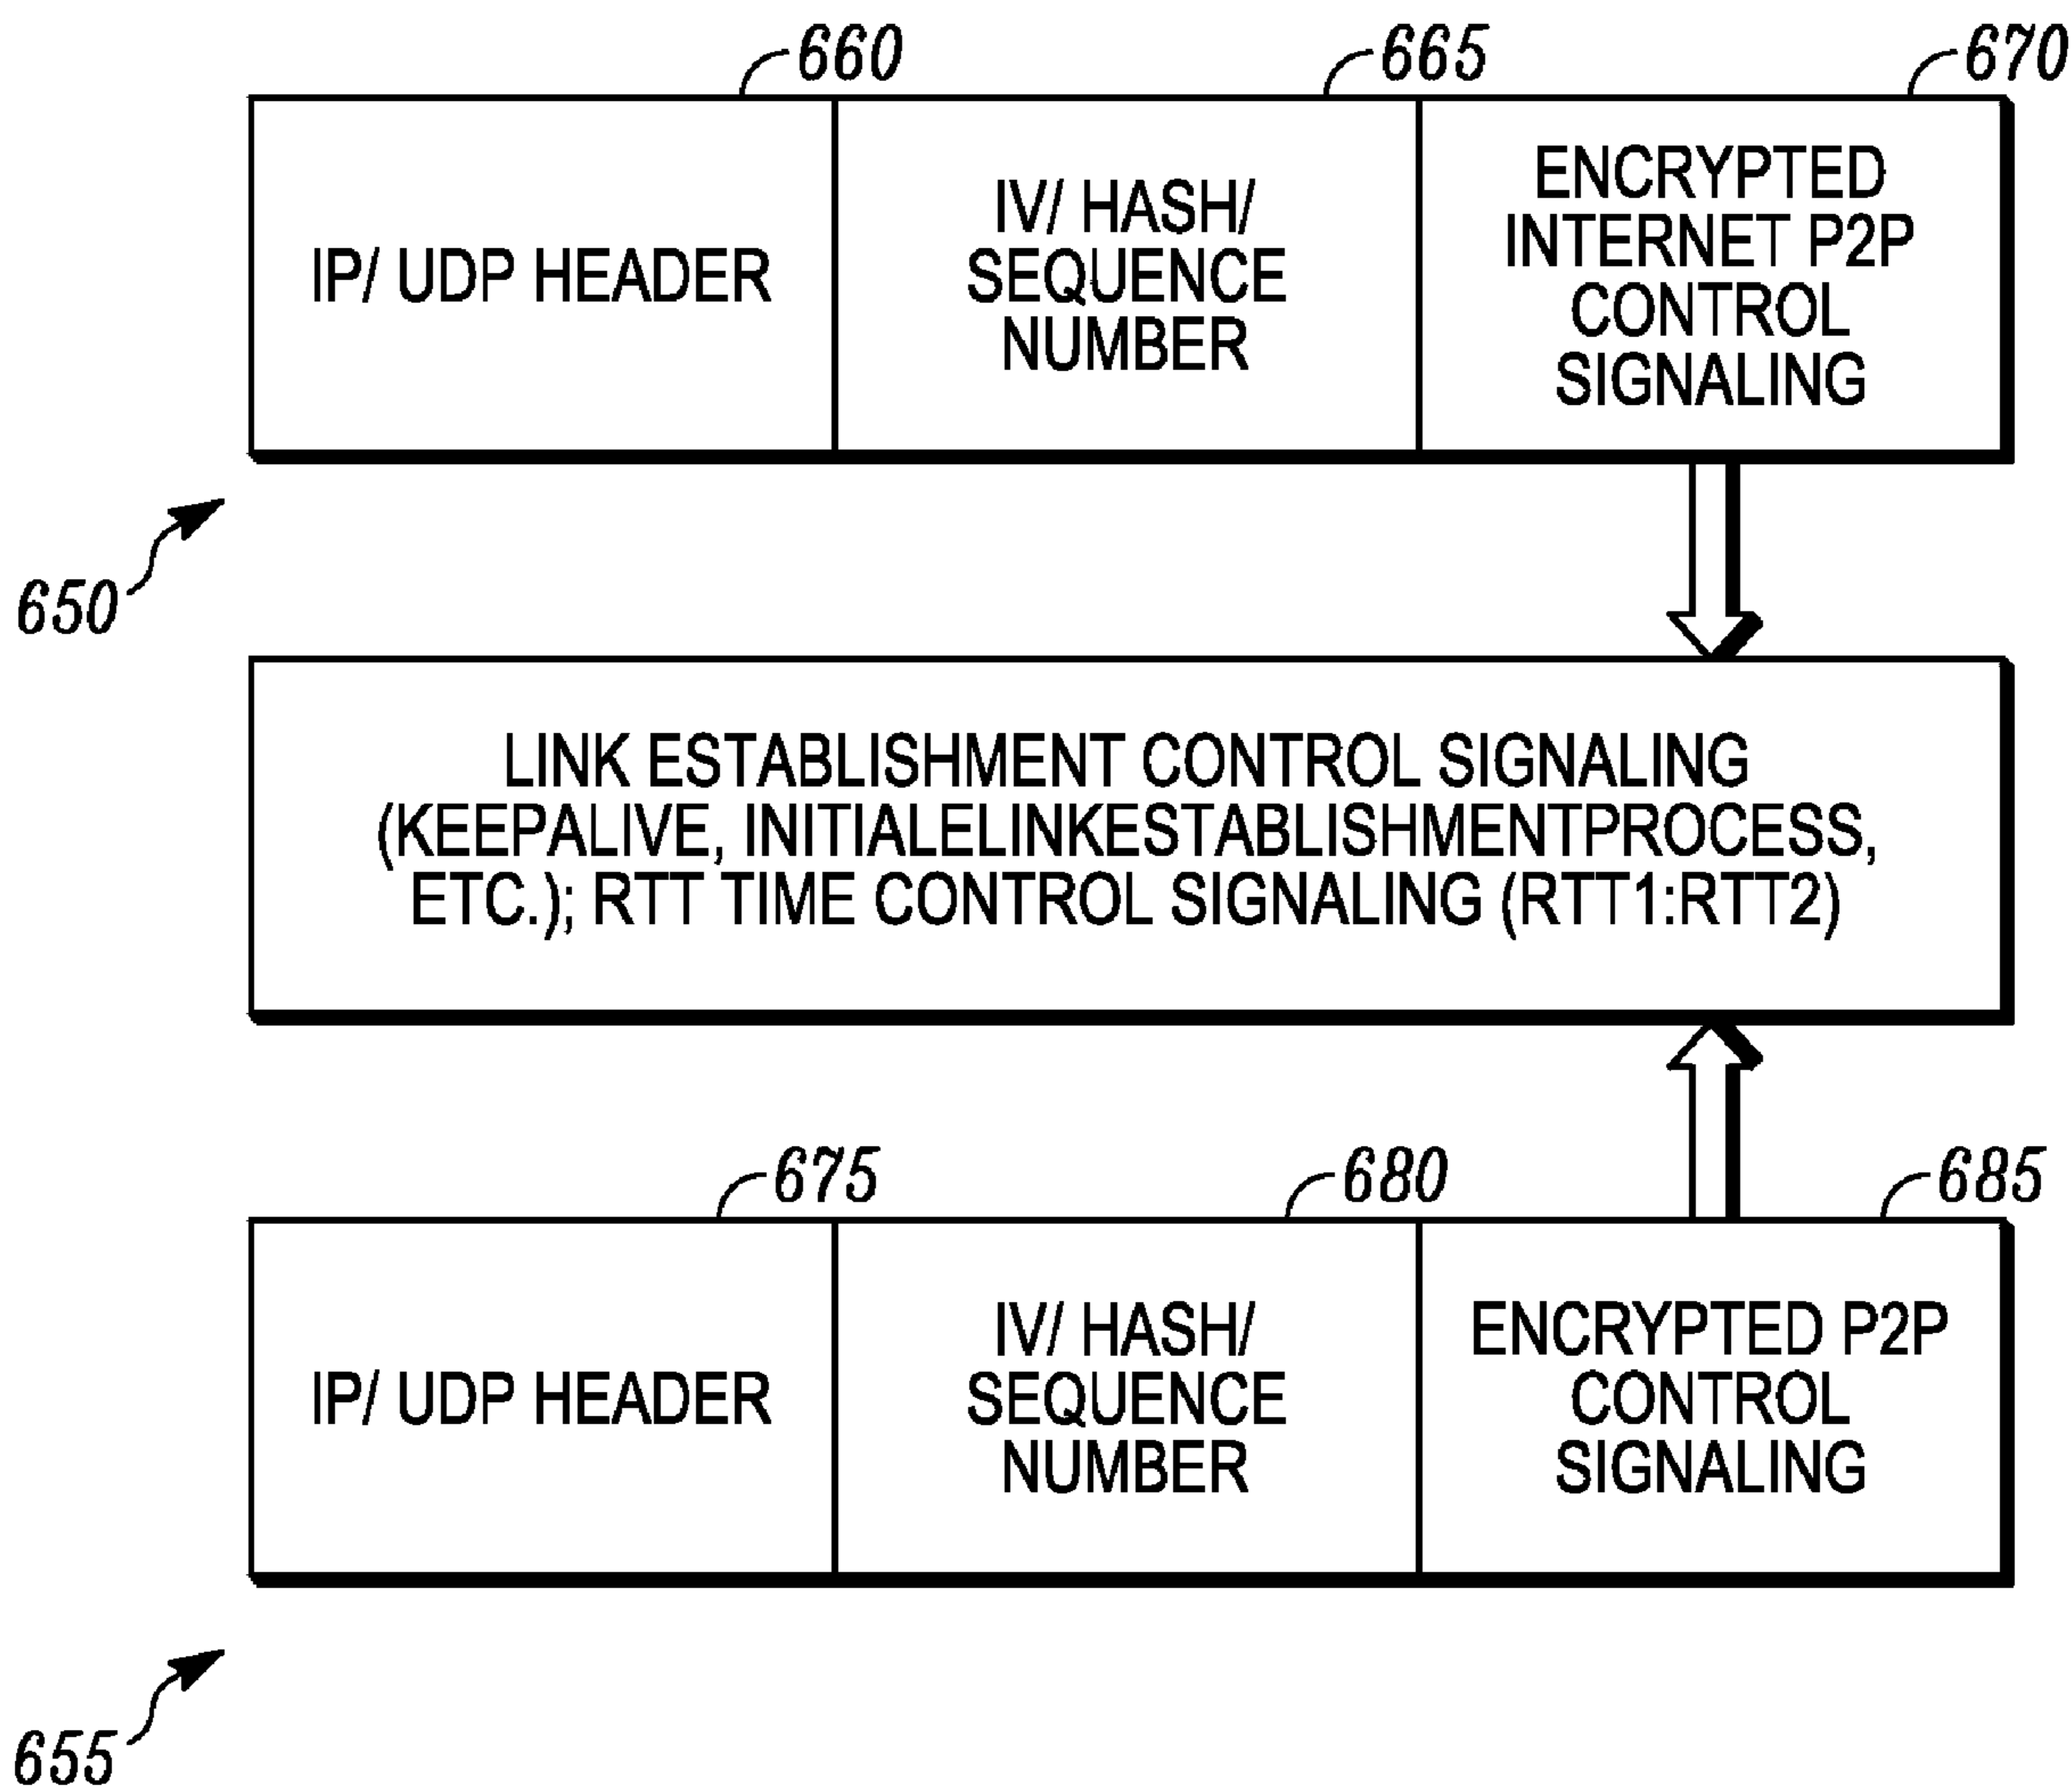 660
665
670
IP/ UDP HEADER
IV/ HASH/
SEQUENCE
NUMBER
ENCRYPTED
INTERNET P2P
CONTROL
SIGNALING
650
LINK ESTABLISHMENT CONTROL SIGNALING
(KEEPALIVE, INITIALELINKESTABLISHMENTPROCESS,
ETC.); RTT TIME CONTROL SIGNALING (RTT1:RTT2)
675
680
685
IP/ UDP HEADER
IV/ HASH/
SEQUENCE
NUMBER
ENCRYPTED P2P
CONTROL
SIGNALING
655